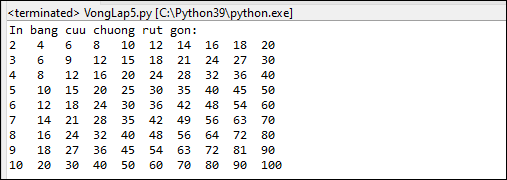 <terminated> VongLap5.py [C:\Python39\python.exe]
In bang cuu chuong rut gon:
2 4 6 8 10 12 14 16 18 20
3 6 9 12 15 18 21 24 27 30
4 8 12 16 20 24 28 32 36 40
5 10 15 20 25 30 35 40 45 50
6 12 18 24 30 36 42 48 54 60
7 14 21 28 35 42 49 56 63 70
8 16 24 32 40 48 56 64 72 80
9 18 27 36 45 54 63 72 81 90
10 20 30 40 50 60 70 80 90 100